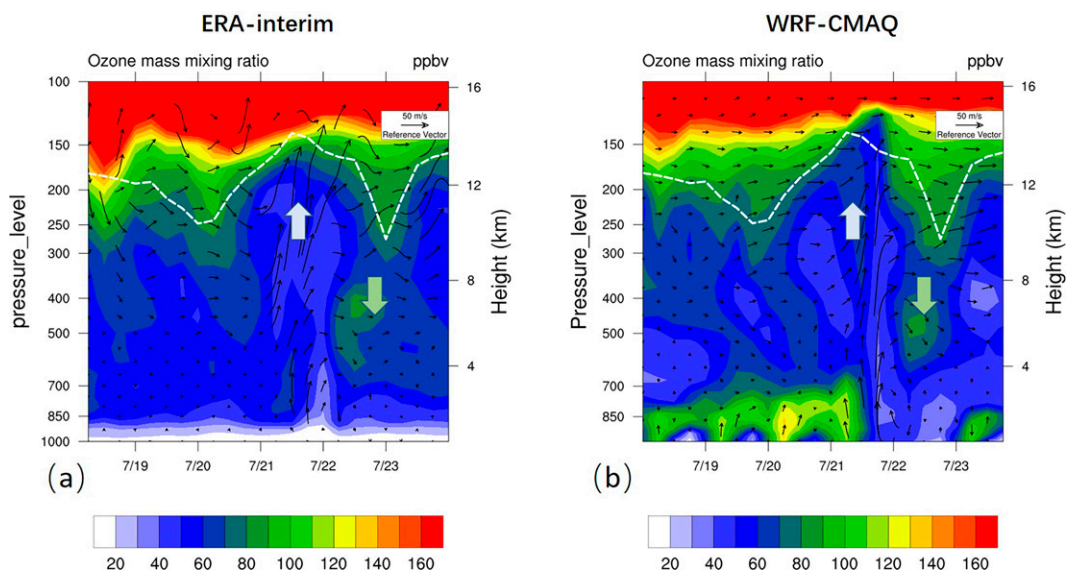 ERA-interim
Ozone mass mixing ratio ppbv
50 m/s
Reference Vector
pressure_level
100
150
200
250
300
400
500
700
850
1000
16
12
8
4
Height (km)
7/19 7/20 7/21 7/22 7/23
(a)
20 40 60 80 100 120 140 160
WRF-CMAQ
Ozone mass mixing ratio ppbv
50 m/s
Reference Vector
Pressure_level
100
150
200
250
300
400
500
700
850
1000
16
12
8
4
Height (km)
7/19 7/20 7/21 7/22 7/23
(b)
20 40 60 80 100 120 140 160